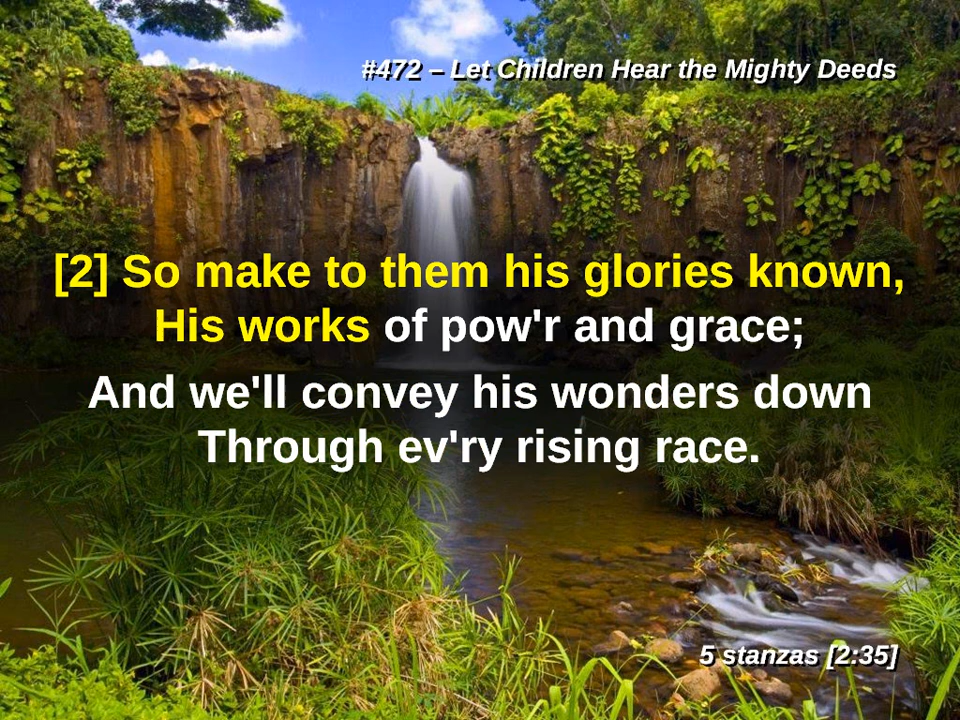 #472 – Let Children Hear the Mighty Deeds
[2] So make to them his glories known,
His works of pow'r and grace;
And we'll convey his wonders down
Through ev'ry rising race.
5 stanzas [2:35]